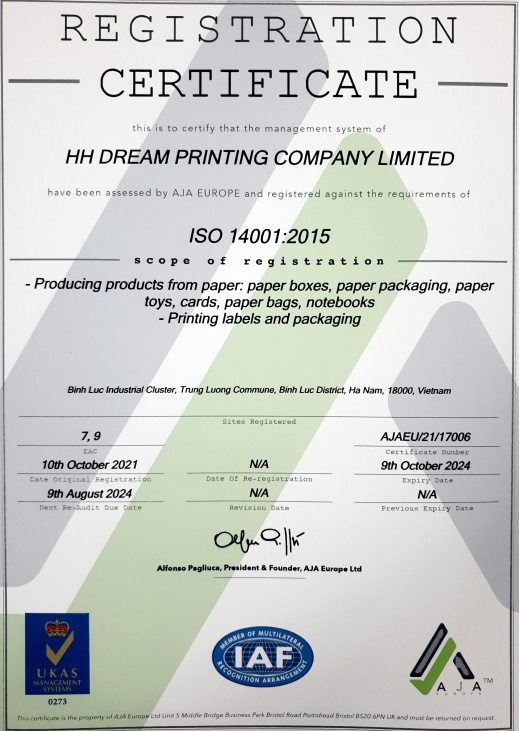 REGISTRATION
CERTIFICATE
this is to certify that the management system of
HH DREAM PRINTING COMPANY LIMITED
have been assessed by AJA EUROPE and registered against the requirements of
ISO 14001:2015
scope of registration
- Producing products from paper: paper boxes, paper packaging, paper
toys, cards, paper bags, notebooks
- Printing labels and packaging
Binh Luc Industrial Cluster, Trung Luong Commune, Binh Luc District, Ha Nam, 18000, Vietnam
Sites Registered
7, 9
AJAEU/21/17006
EAC
Certificate Number
10th October 2021
N/A
9th October 2024
Date Original Registration
Date Of Re-registration
Expiry Date
9th August 2024
N/A
N/A
Next Re-Audit Due Date
Revision Date
Previous Expiry Date
Alfonso Pagliuca, President & Founder, AJA Europe Ltd
UKAS
MANAGEMENT
SYSTEMS
0273
MEMBER OF MULTILATERAL
IAF
RECOGNITION ARRANGEMENT
AJA™
EUROPE
This certificate is the property of AJA Europe Ltd Unit 5 Middle Bridge Business Park Bristol Road Portishead Bristol BS20 6PN UK and must be returned on request.